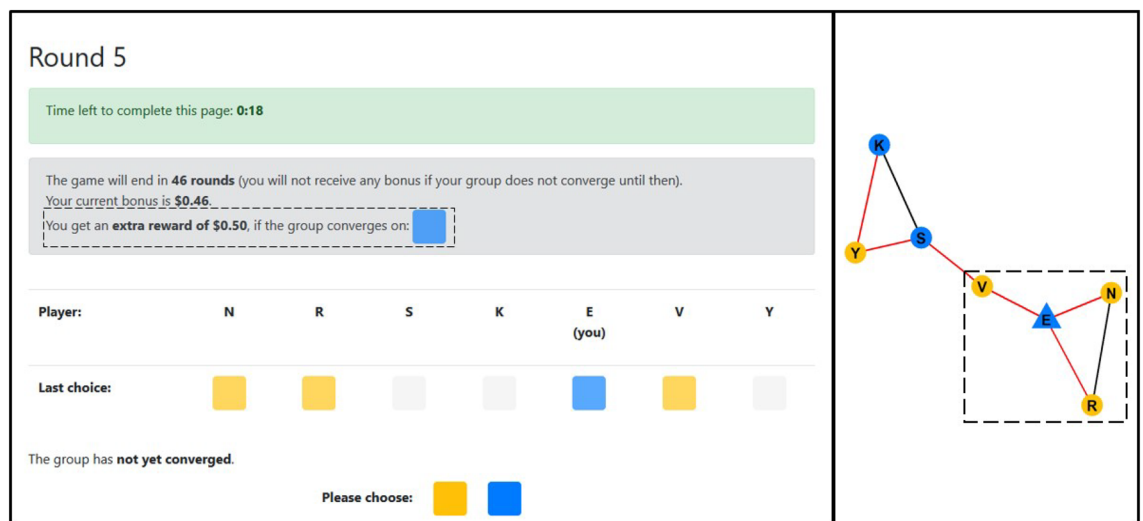 Round 5
Time left to complete this page: 0:18
The game will end in 46 rounds (you will not receive any bonus if your group does not converge until then).
Your current bonus is $0.46.
You get an extra reward of $0.50, if the group converges on:
Player: N R S K E V Y
(you)
Last choice:
The group has not yet converged.
Please choose:
K
S
Y
V
N
E
R